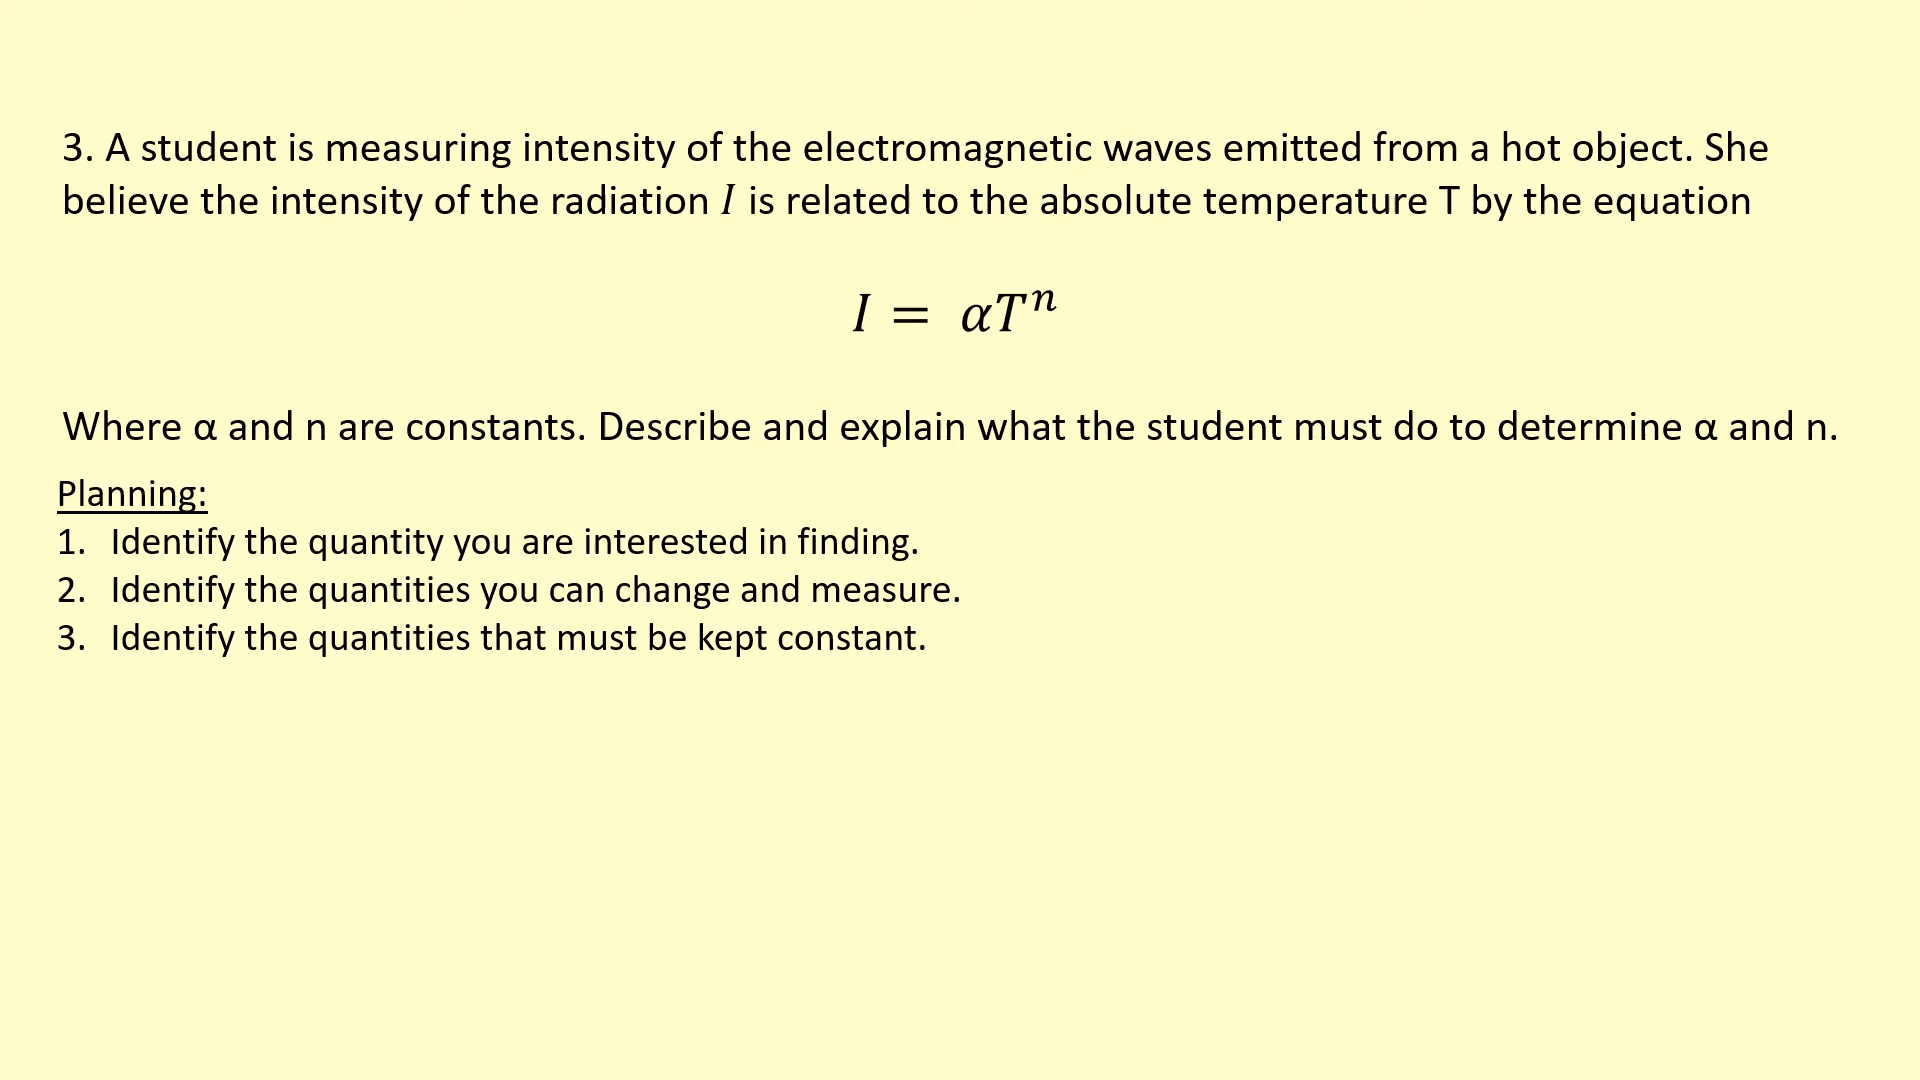 3. A student is measuring intensity of the electromagnetic waves emitted from a hot object. She
believe the intensity of the radiation 𝐼 is related to the absolute temperature T by the equation
𝐼 = 𝛼𝑇ⁿ
Where α and n are constants. Describe and explain what the student must do to determine α and n.
Planning:
1. Identify the quantity you are interested in finding.
2. Identify the quantities you can change and measure.
3. Identify the quantities that must be kept constant.